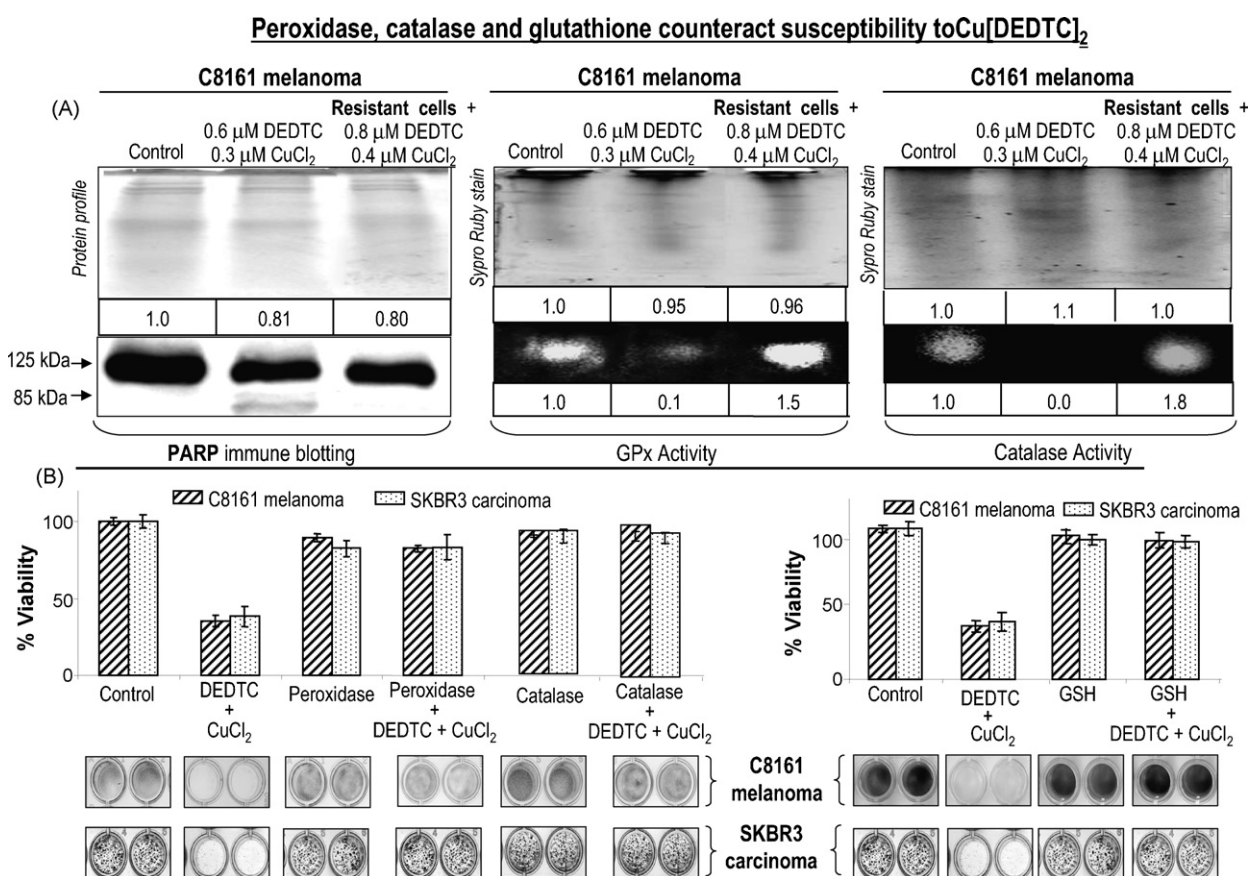 Peroxidase, catalase and glutathione counteract susceptibility toCu[DEDTC]2
(A)
C8161 melanoma
Control
0.6 µM DEDTC
0.3 µM CuCl2
Resistant cells +
0.8 µM DEDTC
0.4 µM CuCl2
Protein profile
1.0 0.81 0.80
125 kDa
85 kDa
PARP immune blotting
C8161 melanoma
Control
0.6 µM DEDTC
0.3 µM CuCl2
Resistant cells +
0.8 µM DEDTC
0.4 µM CuCl2
Sypro Ruby stain
1.0 0.95 0.96
1.0 0.1 1.5
GPx Activity
C8161 melanoma
Control
0.6 µM DEDTC
0.3 µM CuCl2
Resistant cells +
0.8 µM DEDTC
0.4 µM CuCl2
Sypro Ruby stain
1.0 1.1 1.0
1.0 0.0 1.8
Catalase Activity
(B)
C8161 melanoma SKBR3 carcinoma
% Viability
100
50
0
Control
DEDTC
+
CuCl2
Peroxidase
Peroxidase
+
DEDTC + CuCl2
Catalase
Catalase
+
DEDTC + CuCl2
C8161 melanoma
SKBR3 carcinoma
% Viability
100
50
0
Control
DEDTC
+
CuCl2
GSH
GSH
+
DEDTC + CuCl2
C8161
melanoma
SKBR3
carcinoma